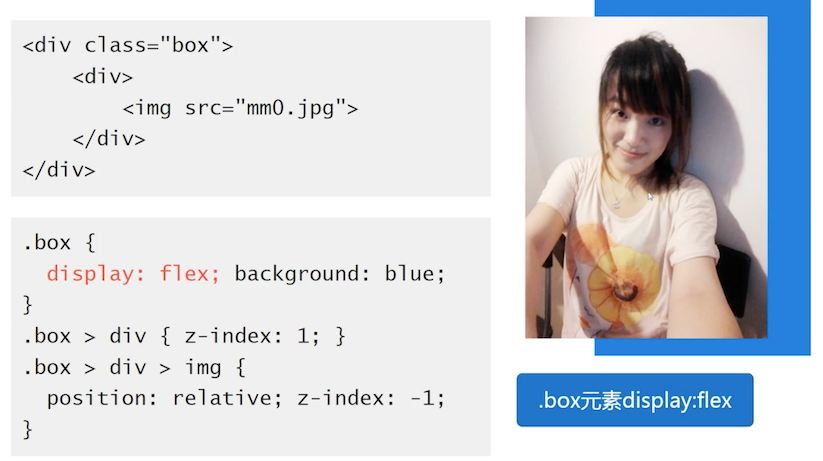 <div class="box">
    <div>
        <img src="mm0.jpg">
    </div>
</div>
.box {
  display: flex; background: blue;
}
.box > div { z-index: 1; }
.box > div > img {
  position: relative; z-index: -1;
}
.box元素display:flex